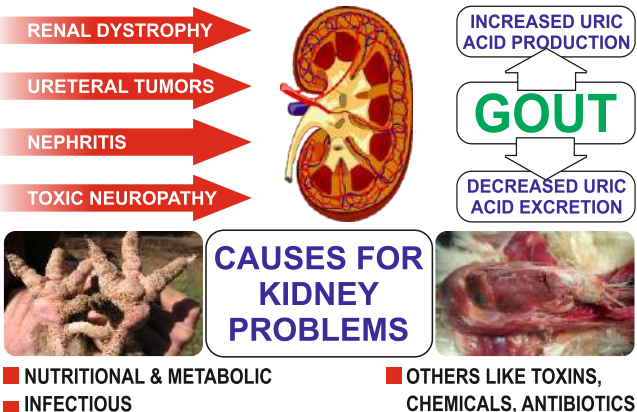 RENAL DYSTROPHY
URETERAL TUMORS
NEPHRITIS
TOXIC NEUROPATHY
INCREASED URIC
ACID PRODUCTION
GOUT
DECREASED URIC
ACID EXCRETION
CAUSES FOR
KIDNEY
PROBLEMS
NUTRITIONAL & METABOLIC
INFECTIOUS
OTHERS LIKE TOXINS,
CHEMICALS, ANTIBIOTICS